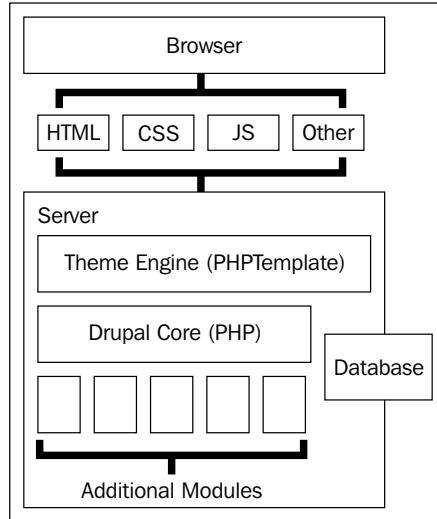 Browser
HTML
CSS
JS
Other
Server
Theme Engine (PHPTemplate)
Drupal Core (PHP)
Database
Additional Modules